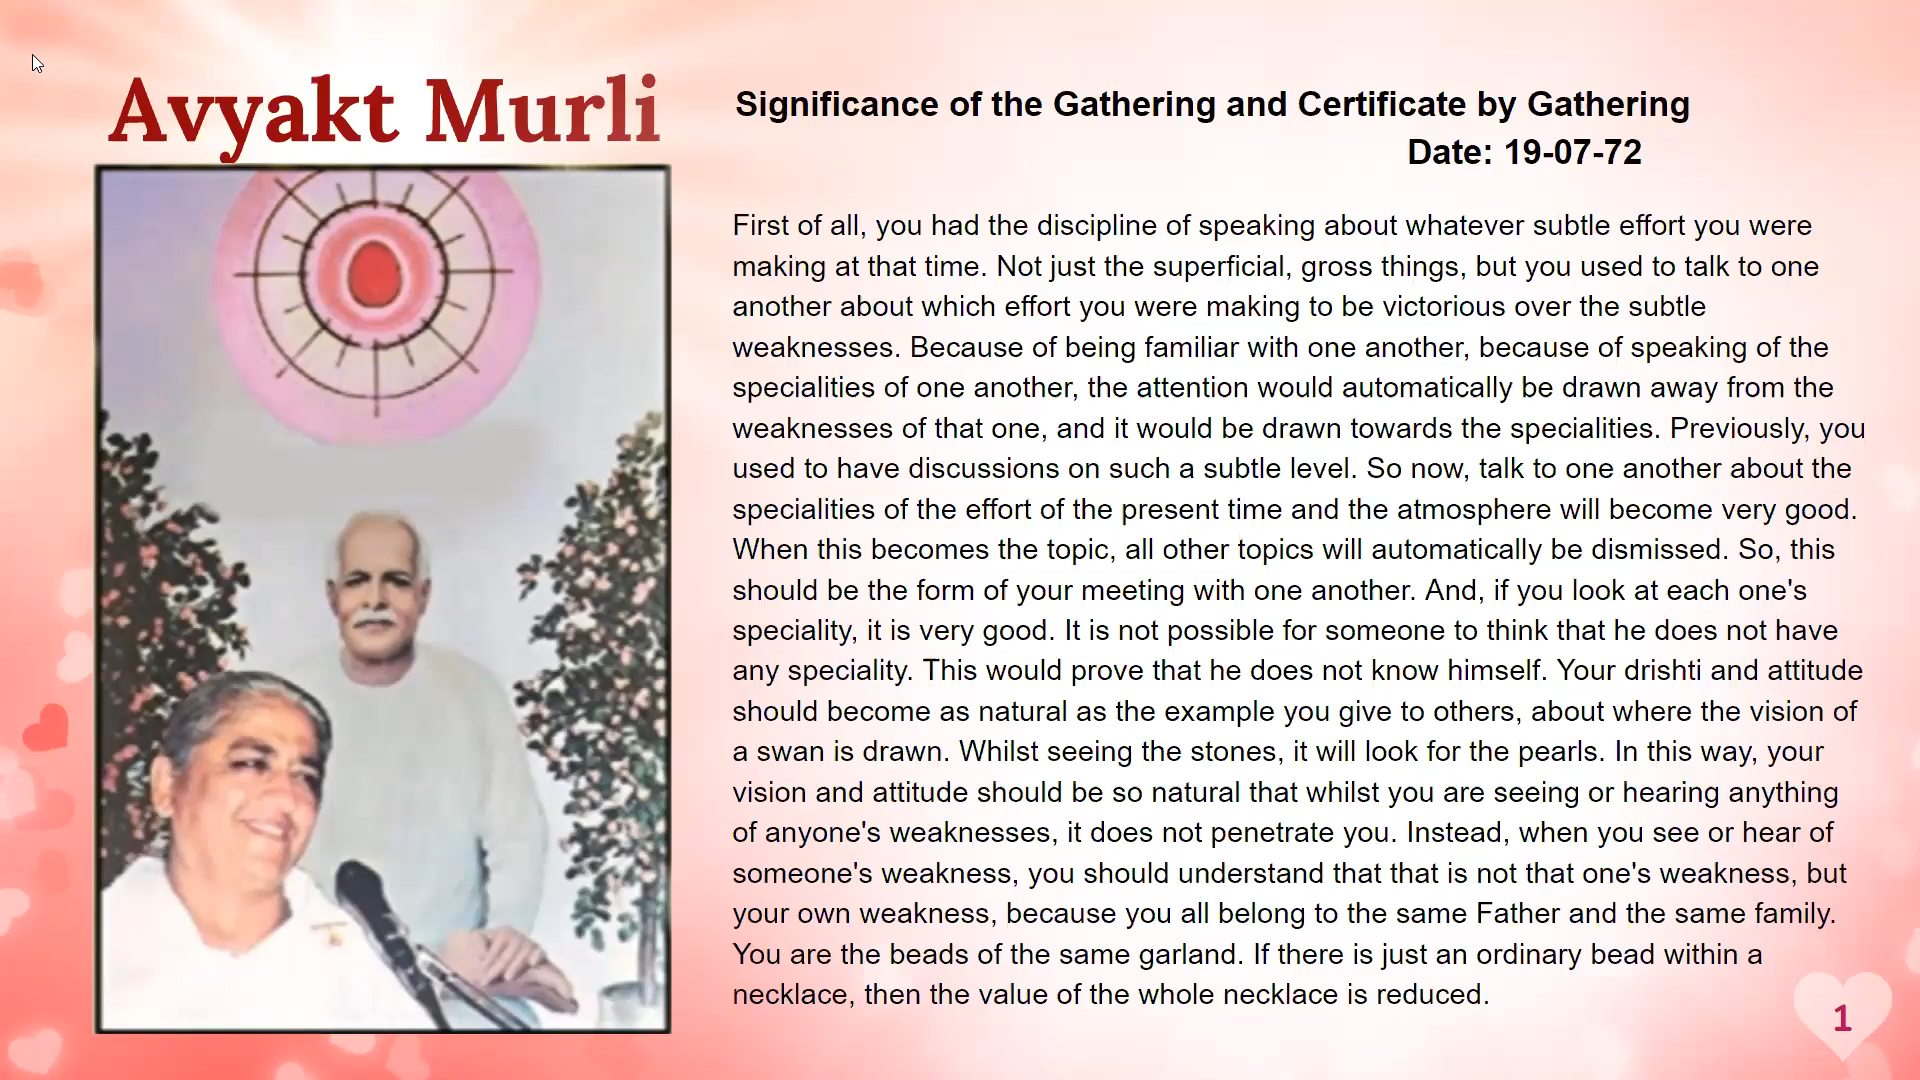 Avyakt Murli
Significance of the Gathering and Certificate by Gathering
Date: 19-07-72
First of all, you had the discipline of speaking about whatever subtle effort you were
making at that time. Not just the superficial, gross things, but you used to talk to one
another about which effort you were making to be victorious over the subtle
weaknesses. Because of being familiar with one another, because of speaking of the
specialities of one another, the attention would automatically be drawn away from the
weaknesses of that one, and it would be drawn towards the specialities. Previously, you
used to have discussions on such a subtle level. So now, talk to one another about the
specialities of the effort of the present time and the atmosphere will become very good.
When this becomes the topic, all other topics will automatically be dismissed. So, this
should be the form of your meeting with one another. And, if you look at each one's
speciality, it is very good. It is not possible for someone to think that he does not have
any speciality. This would prove that he does not know himself. Your drishti and attitude
should become as natural as the example you give to others, about where the vision of
a swan is drawn. Whilst seeing the stones, it will look for the pearls. In this way, your
vision and attitude should be so natural that whilst you are seeing or hearing anything
of anyone's weaknesses, it does not penetrate you. Instead, when you see or hear of
someone's weakness, you should understand that that is not that one's weakness, but
your own weakness, because you all belong to the same Father and the same family.
You are the beads of the same garland. If there is just an ordinary bead within a
necklace, then the value of the whole necklace is reduced.
1